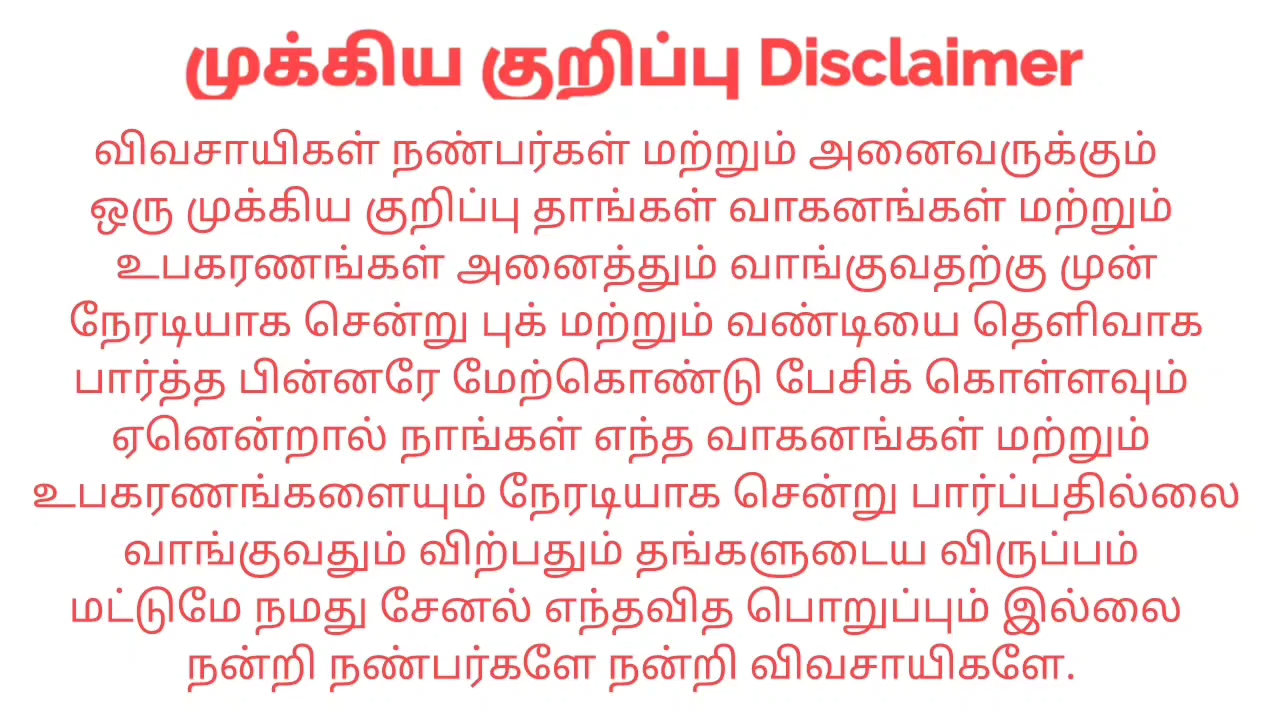 முக்கிய குறிப்பு Disclaimer
விவசாயிகள் நண்பர்கள் மற்றும் அனைவருக்கும்
ஒரு முக்கிய குறிப்பு தாங்கள் வாகனங்கள் மற்றும்
உபகரணங்கள் அனைத்தும் வாங்குவதற்கு முன்
நேரடியாக சென்று புக் மற்றும் வண்டியை தெளிவாக
பார்த்த பின்னரே மேற்கொண்டு பேசிக் கொள்ளவும்
ஏனென்றால் நாங்கள் எந்த வாகனங்கள் மற்றும்
உபகரணங்களையும் நேரடியாக சென்று பார்ப்பதில்லை
வாங்குவதும் விற்பதும் தங்களுடைய விருப்பம்
மட்டுமே நமது சேனல் எந்தவித பொறுப்பும் இல்லை
நன்றி நண்பர்களே நன்றி விவசாயிகளே.